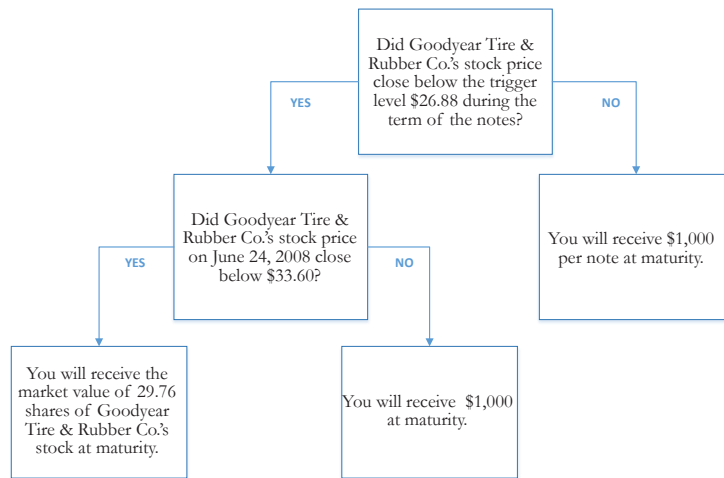 Did Goodyear Tire &
Rubber Co.'s stock price
close below the trigger
level $26.88 during the
term of the notes?
YES
NO
Did Goodyear Tire &
Rubber Co.'s stock price
on June 24, 2008 close
below $33.60?
You will receive $1,000
per note at maturity.
YES
NO
You will receive the
market value of 29.76
shares of Goodyear
Tire & Rubber Co.'s
stock at maturity.
You will receive $1,000
at maturity.